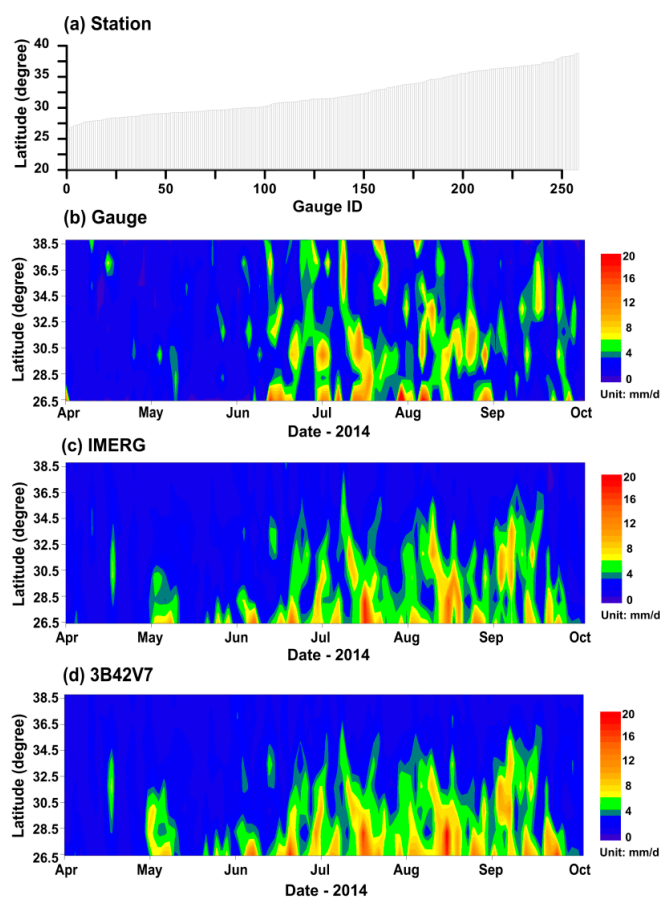 (a) Station
Latitude (degree)
40
35
30
25
20
0 50 100 150 200 250
Gauge ID
(b) Gauge
Latitude (degree)
38.5
36.5
34.5
32.5
30.5
28.5
26.5
Apr May Jun Jul Aug Sep Oct
Date - 2014
20
16
12
8
4
0
Unit: mm/d
(c) IMERG
Latitude (degree)
38.5
36.5
34.5
32.5
30.5
28.5
26.5
Apr May Jun Jul Aug Sep Oct
Date - 2014
20
16
12
8
4
0
Unit: mm/d
(d) 3B42V7
Latitude (degree)
38.5
36.5
34.5
32.5
30.5
28.5
26.5
Apr May Jun Jul Aug Sep Oct
Date - 2014
20
16
12
8
4
0
Unit: mm/d